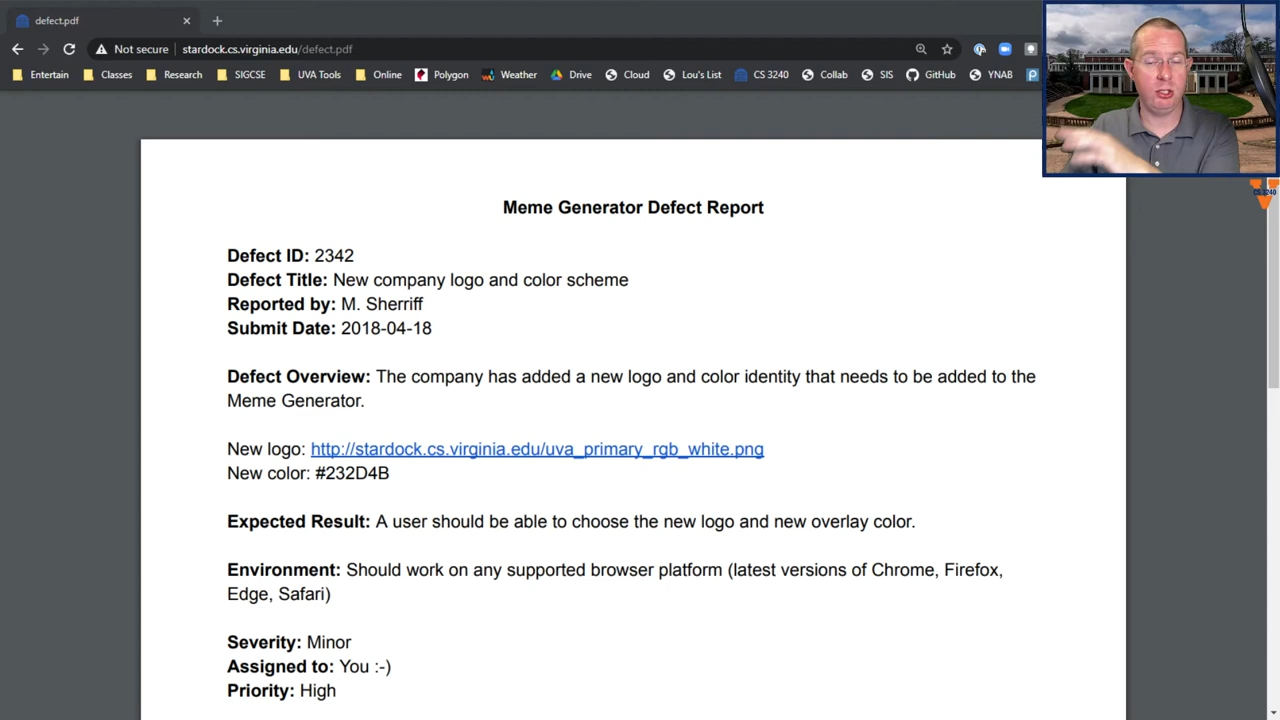 defect.pdf
Not secure | stardock.cs.virginia.edu/defect.pdf
Entertain Classes Research SIGCSE UVA Tools Online Polygon Weather Drive Cloud Lou's List CS 3240 Collab SIS GitHub YNAB
CS 3240
Meme Generator Defect Report
Defect ID: 2342
Defect Title: New company logo and color scheme
Reported by: M. Sherriff
Submit Date: 2018-04-18
Defect Overview: The company has added a new logo and color identity that needs to be added to the
Meme Generator.
New logo: http://stardock.cs.virginia.edu/uva_primary_rgb_white.png
New color: #232D4B
Expected Result: A user should be able to choose the new logo and new overlay color.
Environment: Should work on any supported browser platform (latest versions of Chrome, Firefox,
Edge, Safari)
Severity: Minor
Assigned to: You :-)
Priority: High